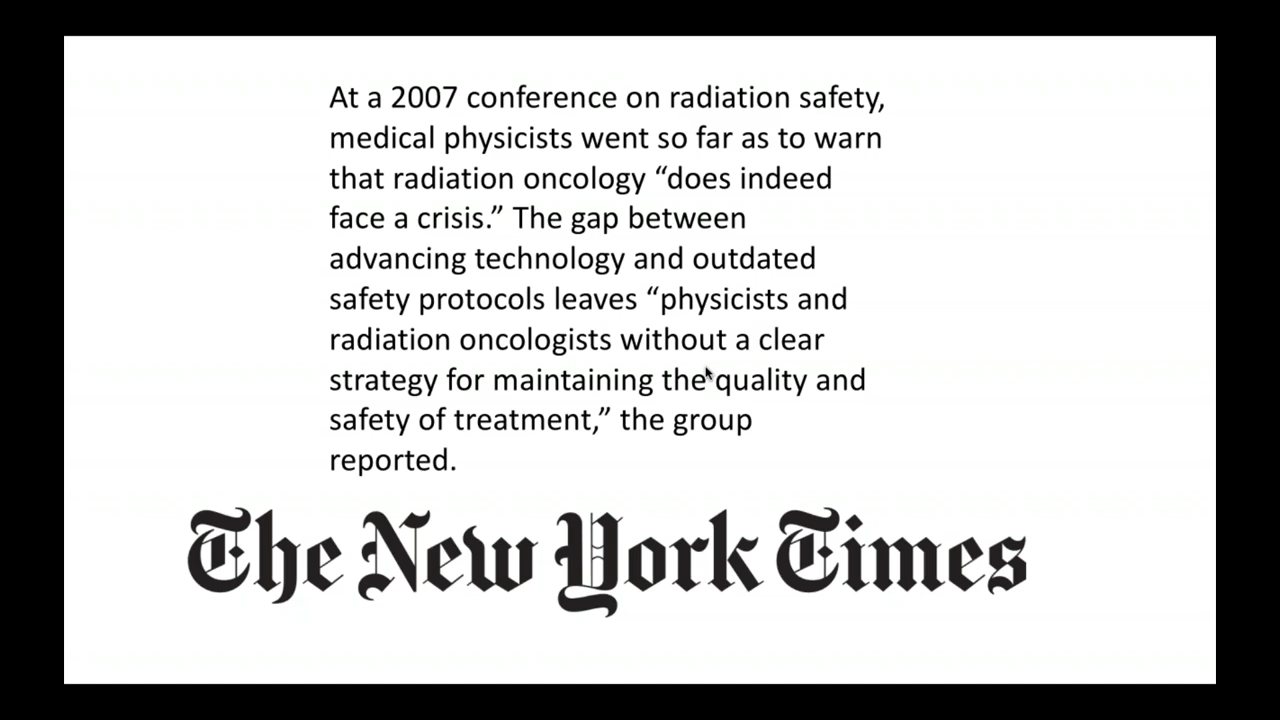 At a 2007 conference on radiation safety,
medical physicists went so far as to warn
that radiation oncology “does indeed
face a crisis.” The gap between
advancing technology and outdated
safety protocols leaves “physicists and
radiation oncologists without a clear
strategy for maintaining the quality and
safety of treatment,” the group
reported.
The New York Times